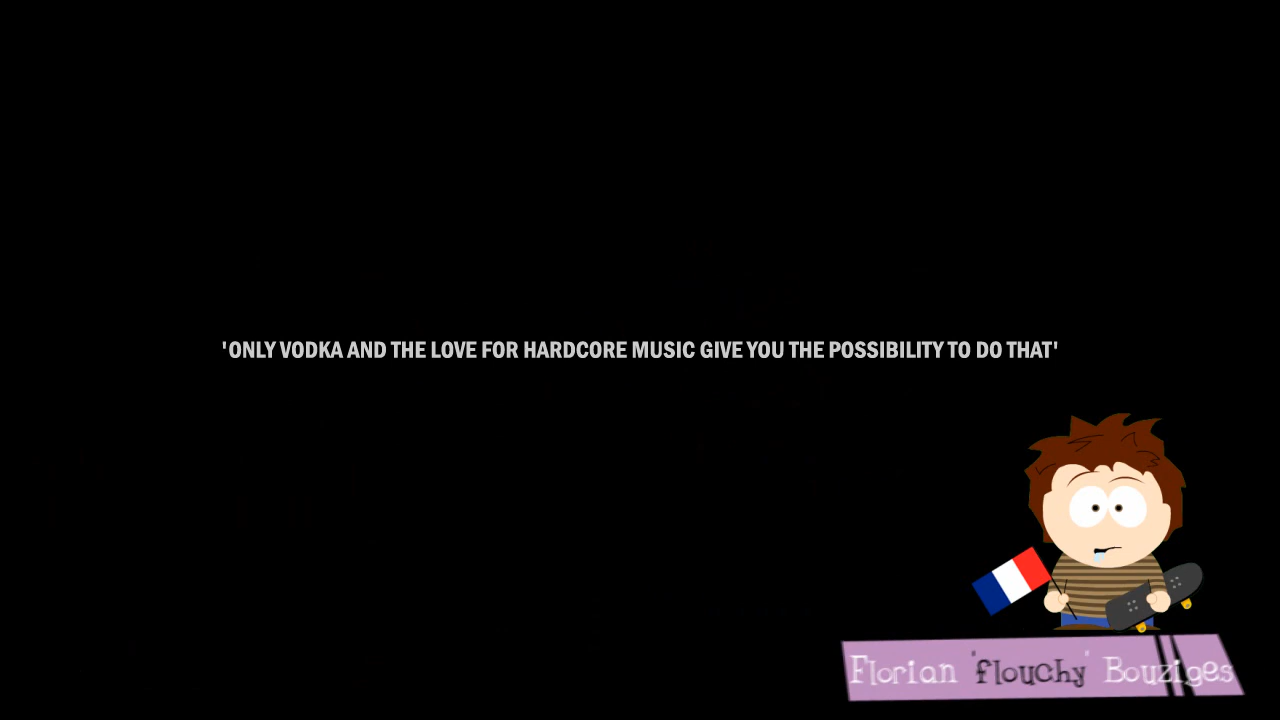 'ONLY VODKA AND THE LOVE FOR HARDCORE MUSIC GIVE YOU THE POSSIBILITY TO DO THAT'
Florian 'flouchy' Bouziges